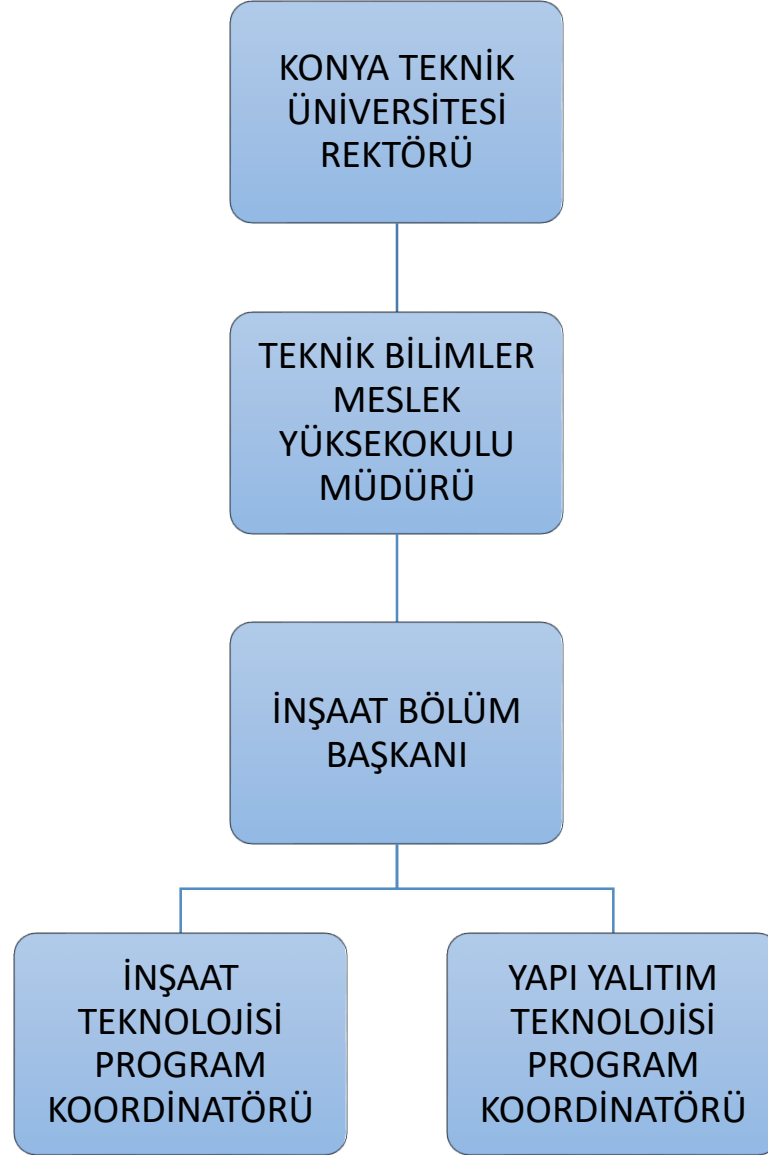 KONYA TEKNİK
ÜNİVERSİTESİ
REKTÖRÜ
TEKNİK BİLİMLER
MESLEK
YÜKSEKOKULU
MÜDÜRÜ
İNŞAAT BÖLÜM
BAŞKANI
İNŞAAT
TEKNOLOJİSİ
PROGRAM
KOORDİNATÖRÜ
YAPI YALITIM
TEKNOLOJİSİ
PROGRAM
KOORDİNATÖRÜ